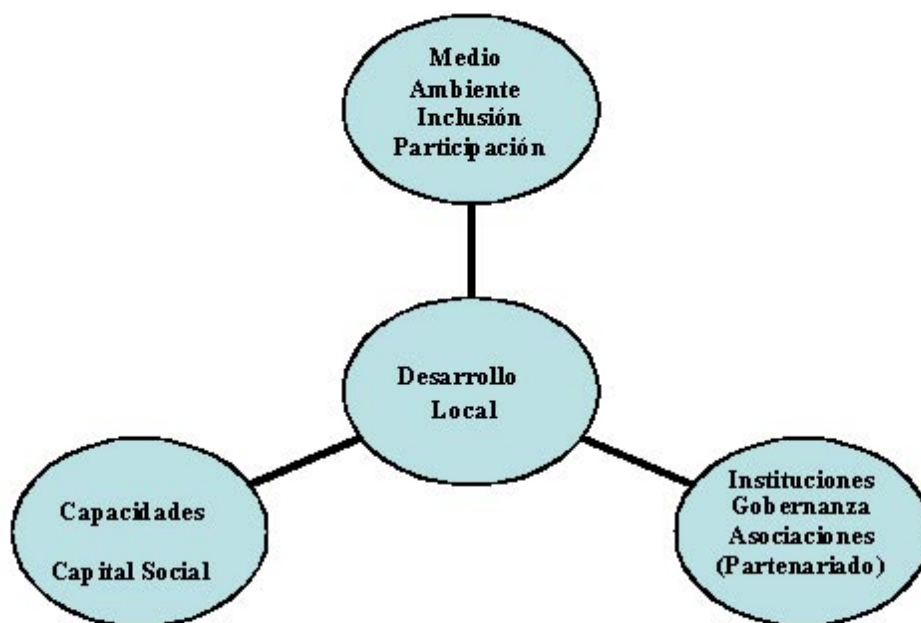 Medio
Ambiente
Inclusión
Participación
Desarrollo
Local
Capacidades
Capital Social
Instituciones
Gobernanza
Asociaciones
(Partenariado)